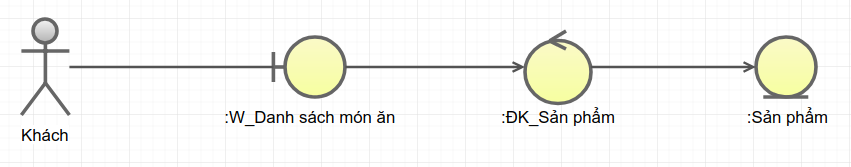 Khách
:W_Danh sách món ăn
:ĐK_Sản phẩm
:Sản phẩm